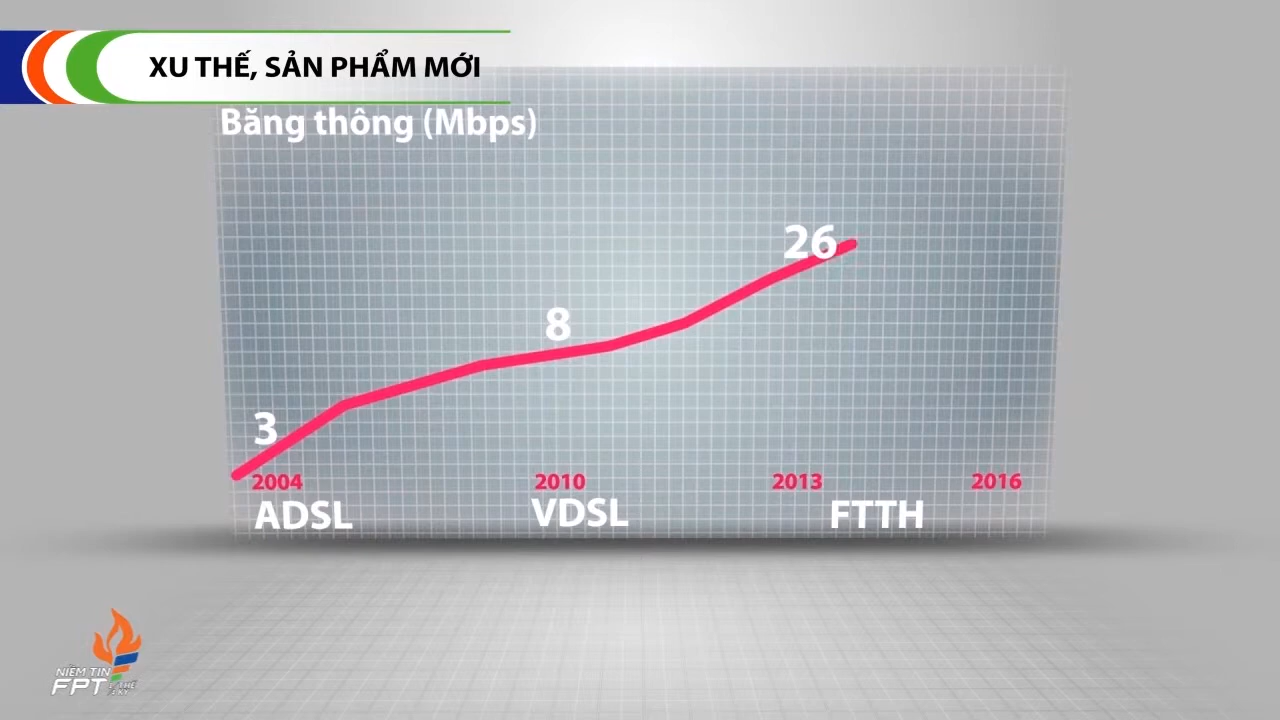 XU THẾ, SẢN PHẨM MỚI
Băng thông (Mbps)
26
8
3
2004 2010 2013 2016
ADSL VDSL FTTH
NIỀM TIN
FPT